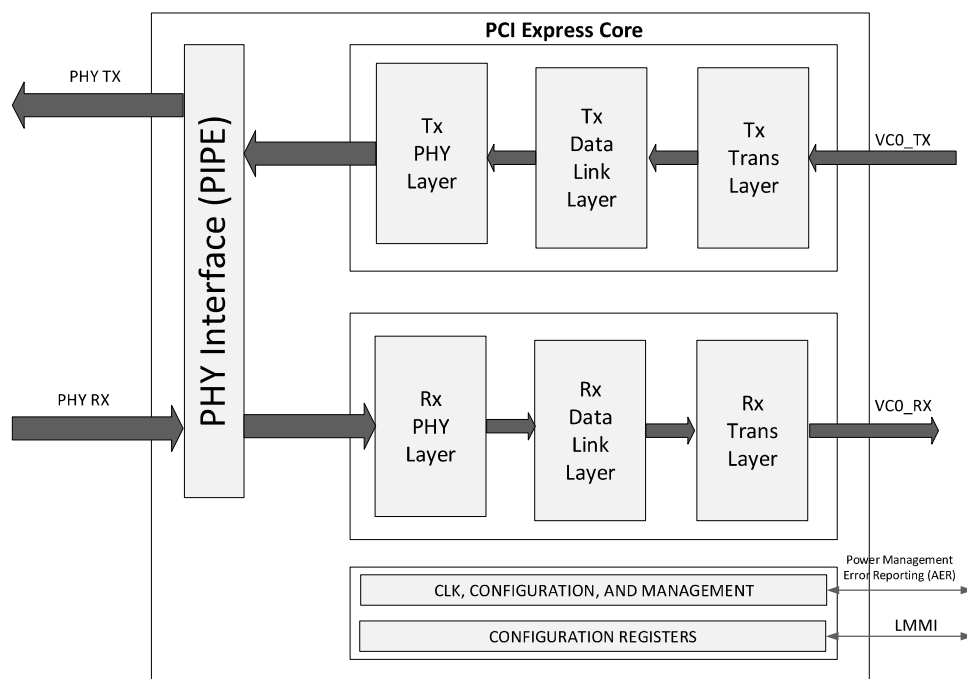 PCI Express Core
PHY TX
PHY Interface (PIPE)
Tx
PHY
Layer
Tx
Data
Link
Layer
Tx
Trans
Layer
VC0_TX
PHY RX
Rx
PHY
Layer
Rx
Data
Link
Layer
Rx
Trans
Layer
VC0_RX
Power Management
Error Reporting (AER)
CLK, CONFIGURATION, AND MANAGEMENT
CONFIGURATION REGISTERS
LMMI